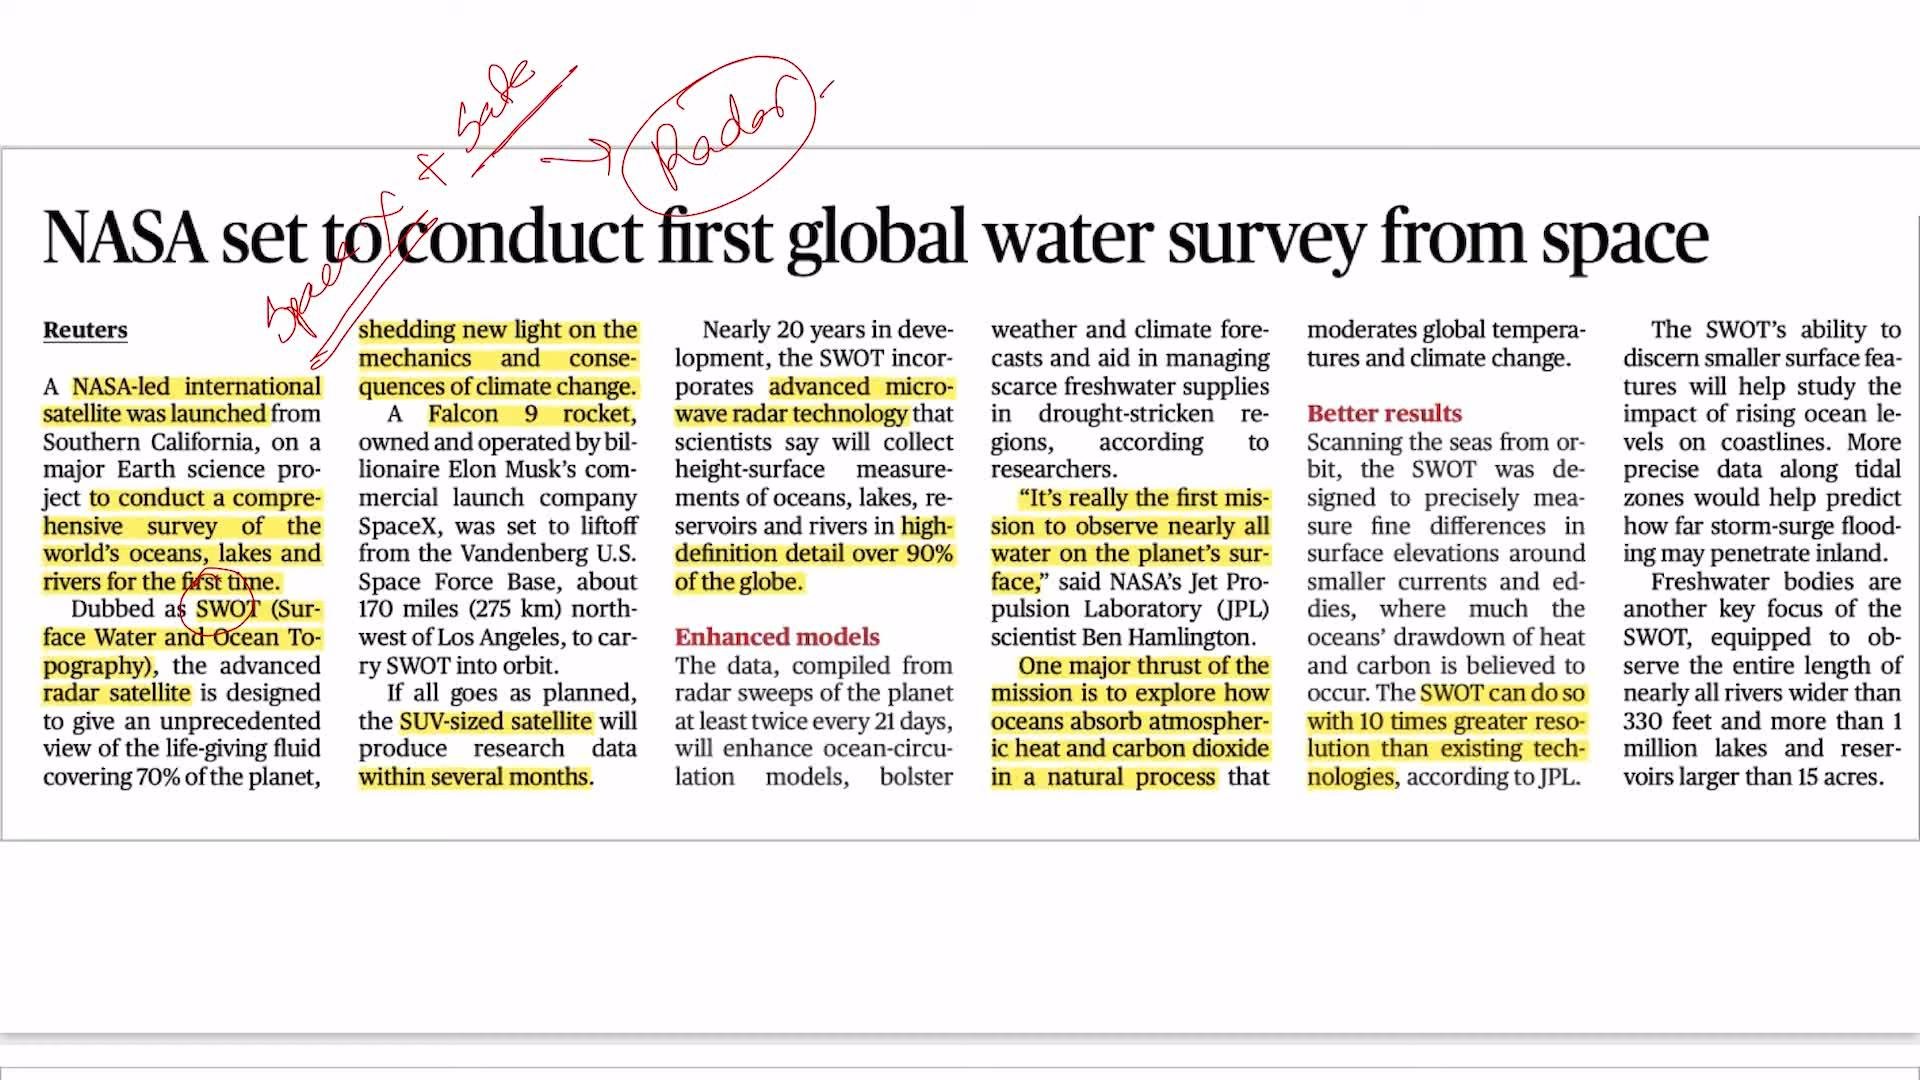 Sate
Radar
SpaceX
NASA set to conduct first global water survey from space
Reuters
A NASA-led international
satellite was launched from
Southern California, on a
major Earth science pro-
ject to conduct a compre-
hensive survey of the
world's oceans, lakes and
rivers for the first time.
Dubbed as SWOT (Sur-
face Water and Ocean To-
pography), the advanced
radar satellite is designed
to give an unprecedented
view of the life-giving fluid
covering 70% of the planet,
shedding new light on the
mechanics and conse-
quences of climate change.
A Falcon 9 rocket,
owned and operated by bil-
lionaire Elon Musk's com-
mercial launch company
SpaceX, was set to liftoff
from the Vandenberg U.S.
Space Force Base, about
170 miles (275 km) north-
west of Los Angeles, to car-
ry SWOT into orbit.
If all goes as planned,
the SUV-sized satellite will
produce research data
within several months.
Nearly 20 years in deve-
lopment, the SWOT incor-
porates advanced micro-
wave radar technology that
scientists say will collect
height-surface measure-
ments of oceans, lakes, re-
servoirs and rivers in high-
definition detail over 90%
of the globe.
Enhanced models
The data, compiled from
radar sweeps of the planet
at least twice every 21 days,
will enhance ocean-circu-
lation models, bolster
weather and climate fore-
casts and aid in managing
scarce freshwater supplies
in drought-stricken re-
gions, according to
researchers.
“It's really the first mis-
sion to observe nearly all
water on the planet's sur-
face,” said NASA's Jet Pro-
pulsion Laboratory (JPL)
scientist Ben Hamlington.
One major thrust of the
mission is to explore how
oceans absorb atmospher-
ic heat and carbon dioxide
in a natural process that
moderates global tempera-
tures and climate change.
Better results
Scanning the seas from or-
bit, the SWOT was de-
signed to precisely mea-
sure fine differences in
surface elevations around
smaller currents and ed-
dies, where much of the
oceans' drawdown of heat
and carbon is believed to
occur. The SWOT can do so
with 10 times greater reso-
lution than existing tech-
nologies, according to JPL.
The SWOT's ability to
discern smaller surface fea-
tures will help study the
impact of rising ocean le-
vels on coastlines. More
precise data along tidal
zones would help predict
how far storm-surge flood-
ing may penetrate inland.
Freshwater bodies are
another key focus of the
SWOT, equipped to ob-
serve the entire length of
nearly all rivers wider than
330 feet and more than 1
million lakes and reser-
voirs larger than 15 acres.